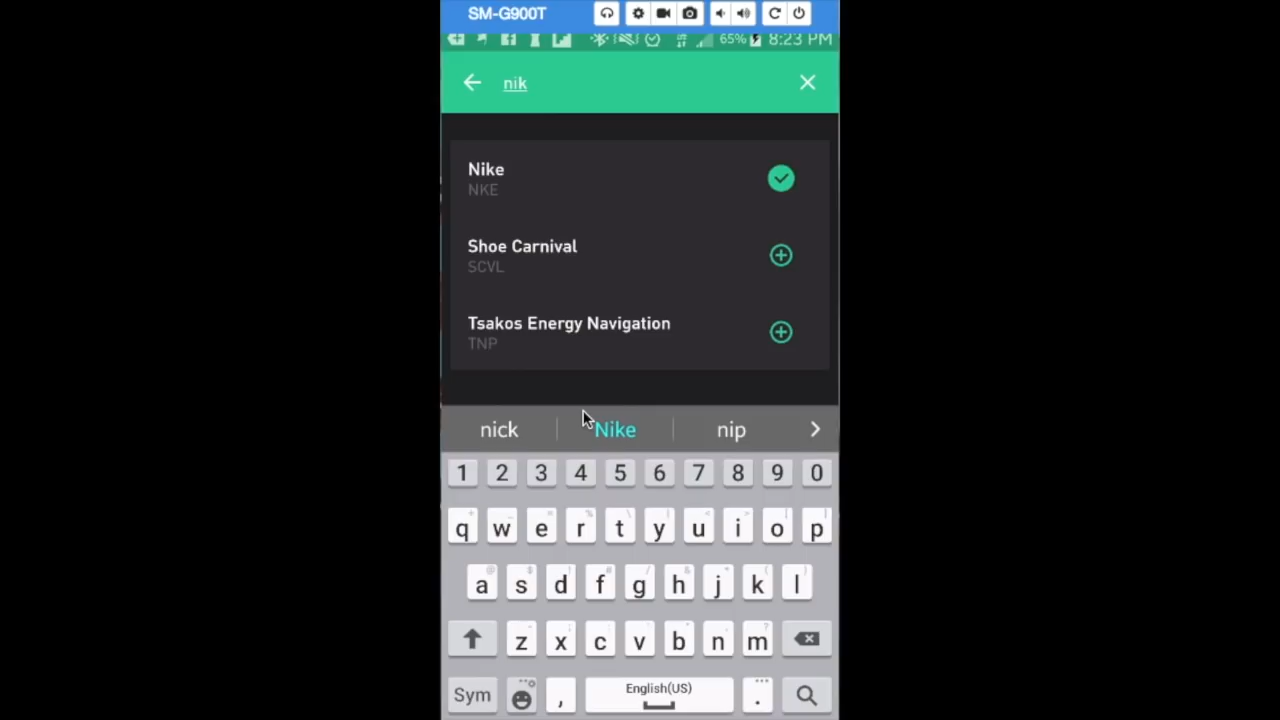 SM-G900T
65% 8:23 PM
nik
Nike
NKE
Shoe Carnival
SCVL
Tsakos Energy Navigation
TNP
nick Nike nip
1 2 3 4 5 6 7 8 9 0
q w e r t y u i o p
a s d f g h j k l
z x c v b n m
Sym , English(US) .